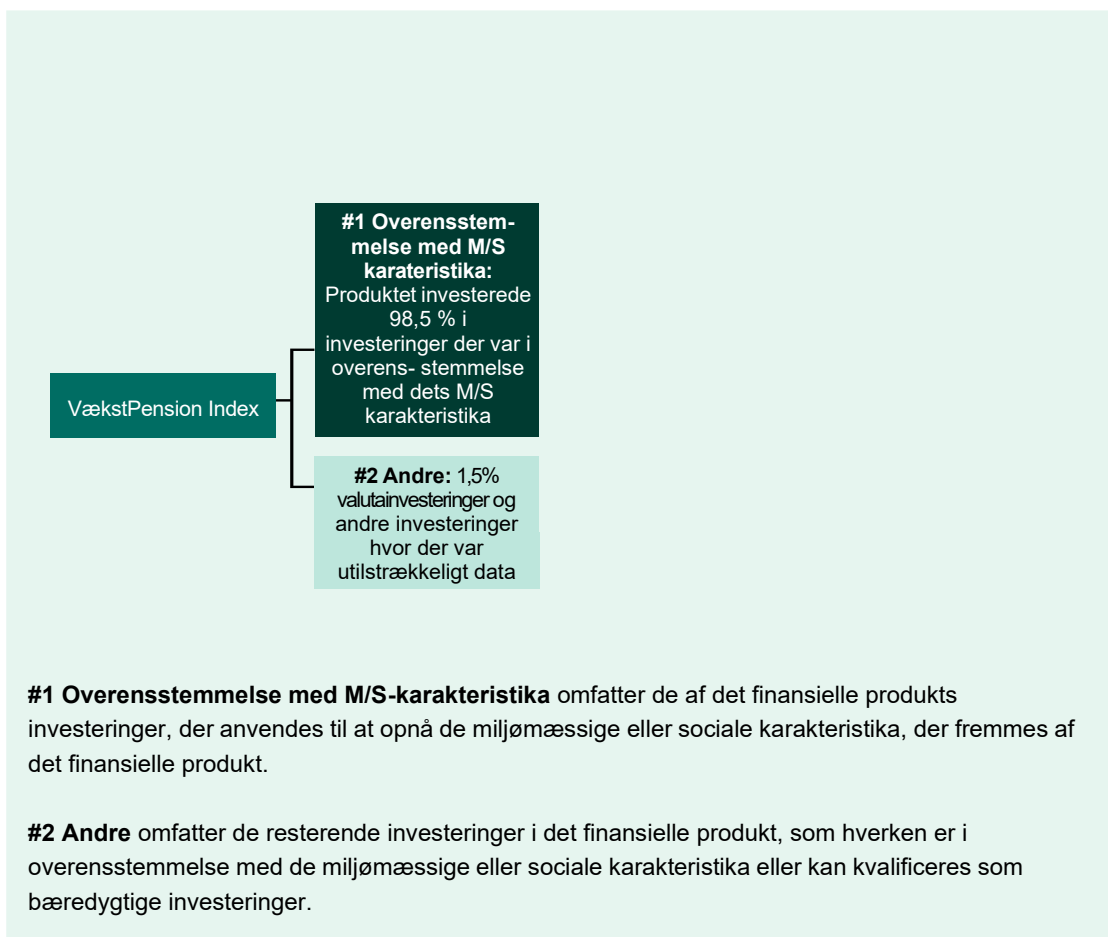 #1 Overensstem-
melse med M/S
karateristika:
Produktet investerede
98,5 % i
investeringer der var i
overens- stemmelse
med dets M/S
karakteristika
VækstPension Index
#2 Andre: 1,5%
valutainvesteringer og
andre investeringer
hvor der var
utilstrækkeligt data
#1 Overensstemmelse med M/S-karakteristika omfatter de af det finansielle produkts
investeringer, der anvendes til at opnå de miljømæssige eller sociale karakteristika, der fremmes af
det finansielle produkt.
#2 Andre omfatter de resterende investeringer i det finansielle produkt, som hverken er i
overensstemmelse med de miljømæssige eller sociale karakteristika eller kan kvalificeres som
bæredygtige investeringer.